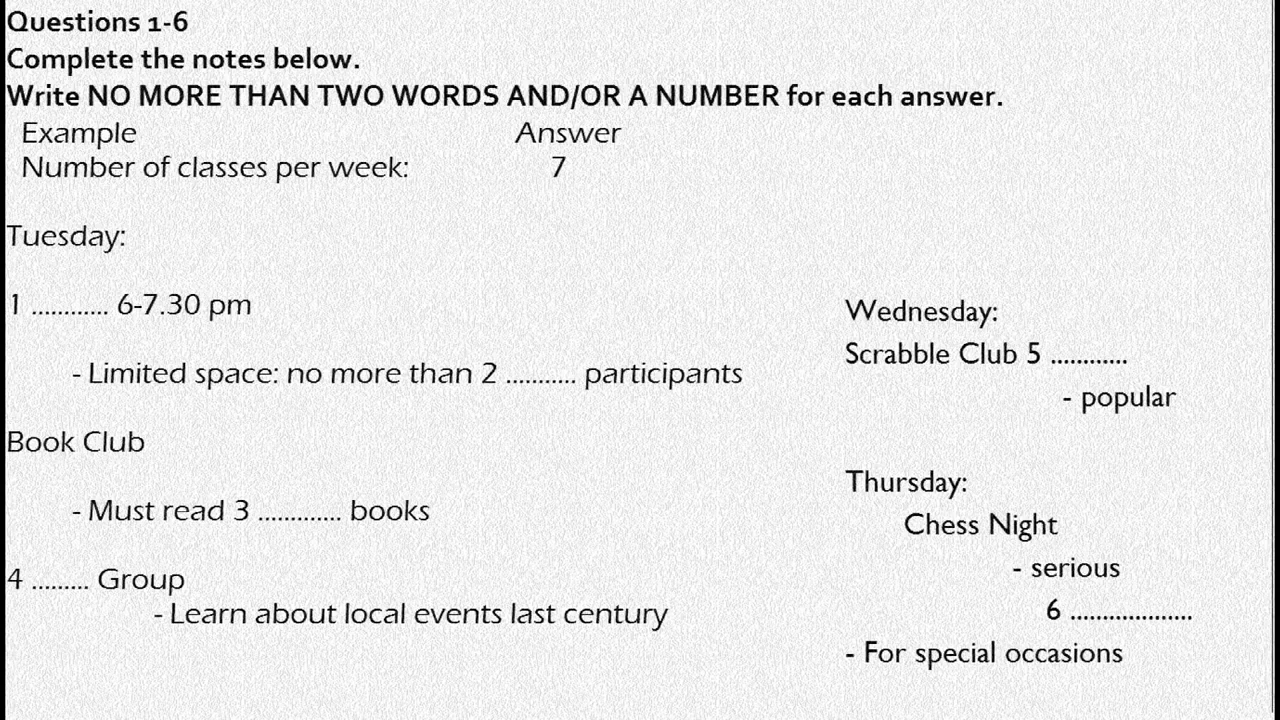 Questions 1-6
Complete the notes below.
Write NO MORE THAN TWO WORDS AND/OR A NUMBER for each answer.
Example Answer
Number of classes per week: 7
Tuesday:
1 ............ 6-7.30 pm
- Limited space: no more than 2 ........... participants
Book Club
- Must read 3 ............. books
4 ......... Group
- Learn about local events last century
Wednesday:
Scrabble Club 5 ............
- popular
Thursday:
Chess Night
- serious
6 ...................
- For special occasions